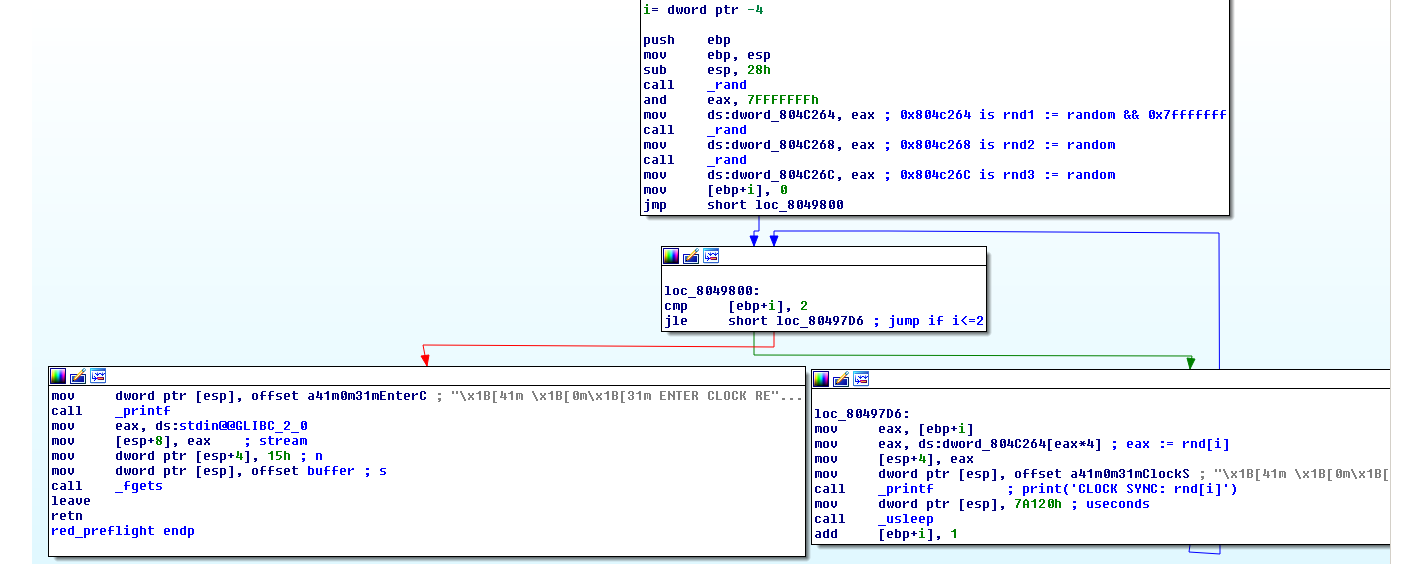 i= dword ptr -4
push ebp
mov ebp, esp
sub esp, 28h
call _rand
and eax, 7FFFFFFFh
mov ds:dword_804C264, eax ; 0x804c264 is rnd1 := random && 0x7fffffff
call _rand
mov ds:dword_804C268, eax ; 0x804c268 is rnd2 := random
call _rand
mov ds:dword_804C26C, eax ; 0x804c26C is rnd3 := random
mov [ebp+i], 0
jmp short loc_8049800
loc_8049800:
cmp [ebp+i], 2
jle short loc_80497D6 ; jump if i<=2
mov dword ptr [esp], offset a41m0m31mEnterC ; "\x1B[41m \x1B[0m\x1B[31m ENTER CLOCK RE"...
call _printf
mov eax, ds:stdin@@GLIBC_2_0
mov [esp+8], eax ; stream
mov dword ptr [esp+4], 15h ; n
mov dword ptr [esp], offset buffer ; s
call _fgets
leave
retn
red_preflight endp
loc_80497D6:
mov eax, [ebp+i]
mov eax, ds:dword_804C264[eax*4] ; eax := rnd[i]
mov [esp+4], eax
mov dword ptr [esp], offset a41m0m31mClockS ; "\x1B[41m \x1B[0m\x1B[
call _printf ; print('CLOCK SYNC: rnd[i]')
mov dword ptr [esp], 7A120h ; useconds
call _usleep
add [ebp+i], 1